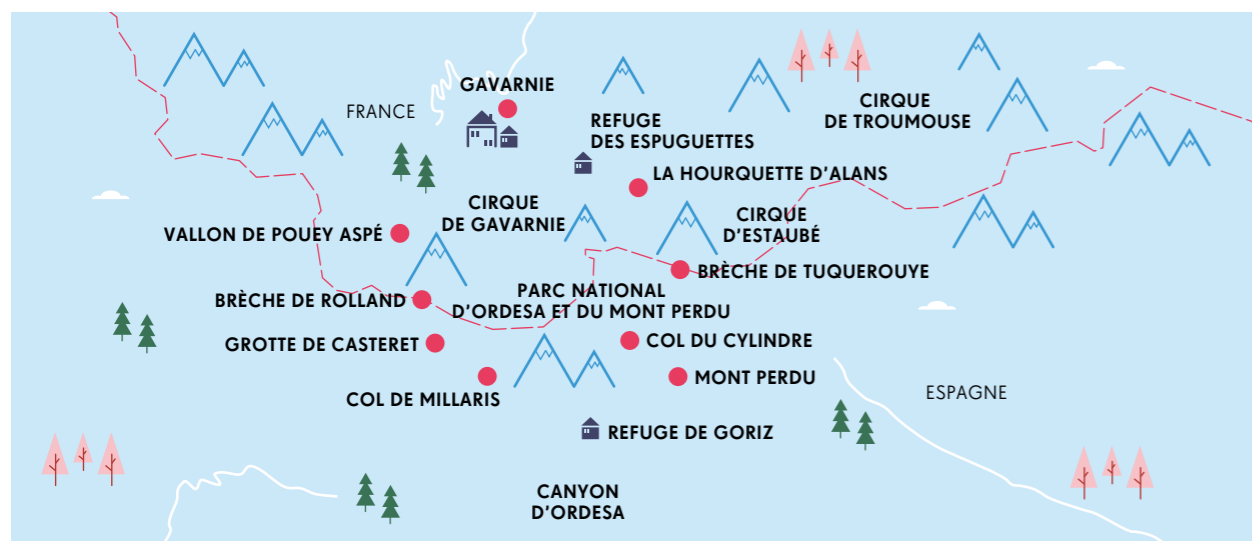 GAVARNIE
FRANCE
REFUGE
DES ESPUGUETTES
CIRQUE
DE TROUMOUSE
LA HOURQUETTE D'ALANS
CIRQUE
DE GAVARNIE
CIRQUE
D'ESTAUBÉ
VALLON DE POUEY ASPÉ
BRÈCHE DE TUQUEROUYE
PARC NATIONAL
D'ORDESA ET DU MONT PERDU
BRÈCHE DE ROLLAND
GROTTE DE CASTERET
COL DU CYLINDRE
MONT PERDU
COL DE MILLARIS
ESPAGNE
REFUGE DE GORIZ
CANYON
D'ORDESA